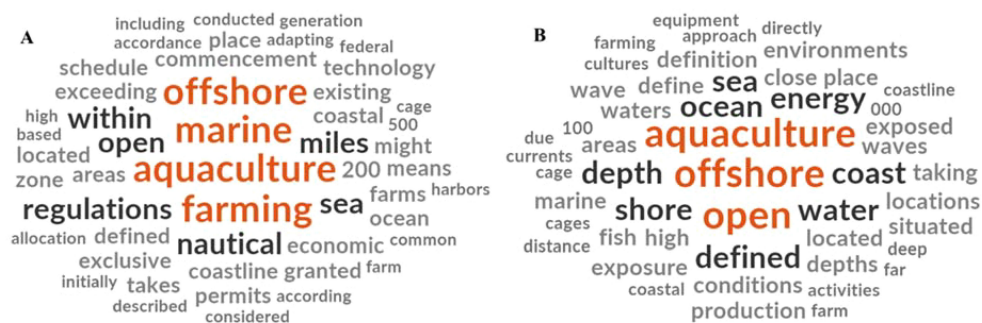 A
including conducted generation
accordance place adapting federal
schedule commencement technology
exceeding offshore existing
high within marine coastal cage
500
based open miles might
located aquaculture 200 means
zone areas farms harbors
regulations farming sea ocean
allocation defined nautical economic common
exclusive coastline granted farm
initially takes permits according
described considered
B
equipment approach directly
farming definition environments
cultures define sea close place
wave ocean energy coastline
waters 000
due 100 aquaculture exposed
currents areas waves
cage depth offshore coast taking
marine shore open water locations
cages situated
distance fish high defined located deep
exposure depths far
coastal conditions activities
production farm